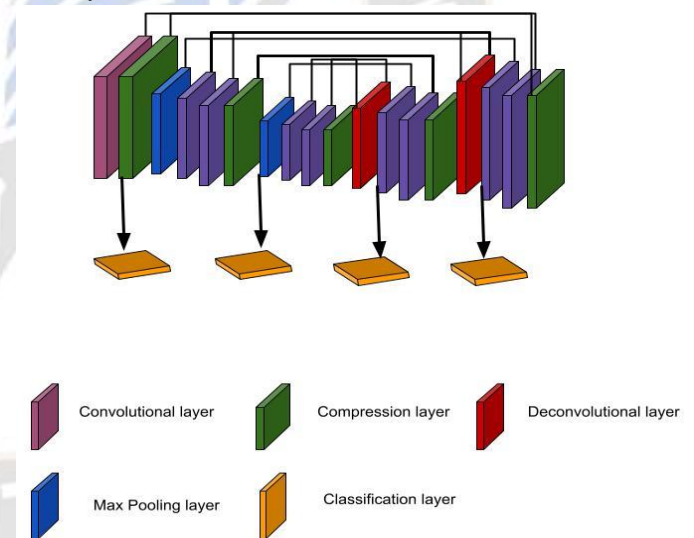 Convolutional layer
Compression layer
Deconvolutional layer
Max Pooling layer
Classification layer